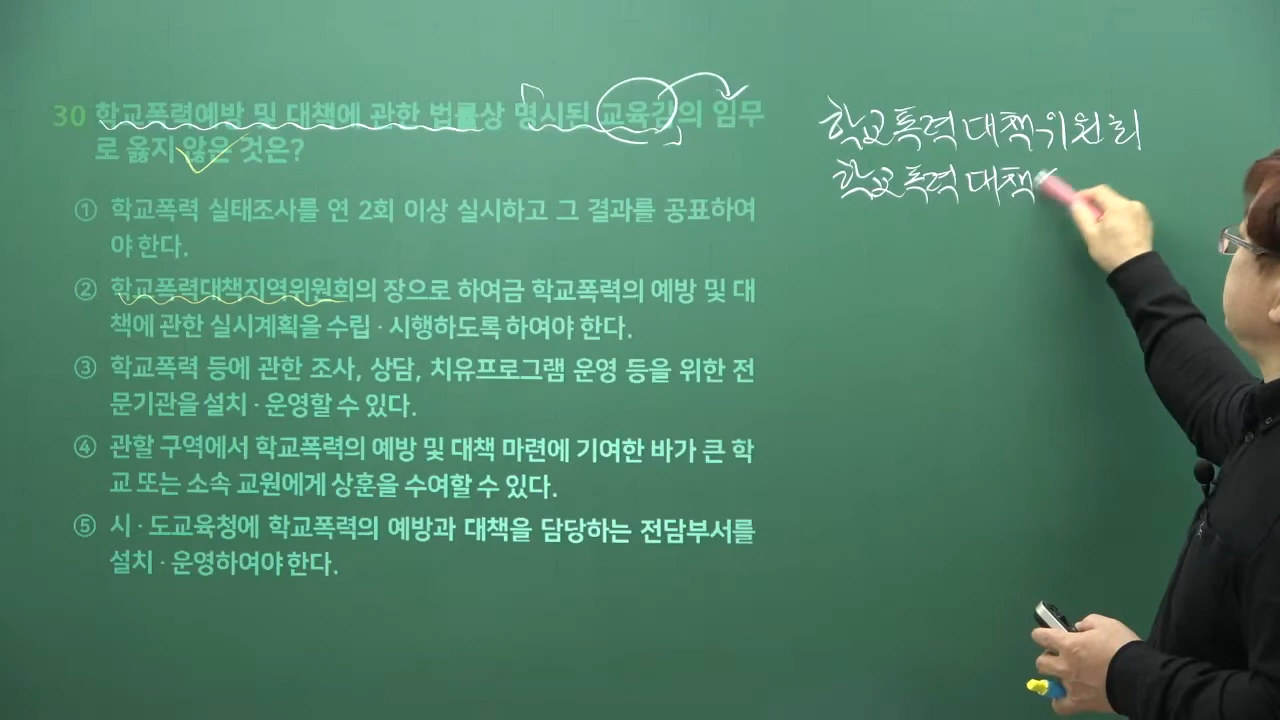 30 학교폭력예방 및 대책에 관한 법률상 명시된 교육감의 임무
로 옳지 않은 것은?
① 학교폭력 실태조사를 연 2회 이상 실시하고 그 결과를 공표하여
야 한다.
② 학교폭력대책지역위원회의 장으로 하여금 학교폭력의 예방 및 대
책에 관한 실시계획을 수립·시행하도록 하여야 한다.
③ 학교폭력 등에 관한 조사, 상담, 치유프로그램 운영 등을 위한 전
문기관을 설치·운영할 수 있다.
④ 관할 구역에서 학교폭력의 예방 및 대책 마련에 기여한 바가 큰 학
교 또는 소속 교원에게 상훈을 수여할 수 있다.
⑤ 시·도교육청에 학교폭력의 예방과 대책을 담당하는 전담부서를
설치·운영하여야 한다.
학교폭력대책위원회
학교폭력대책